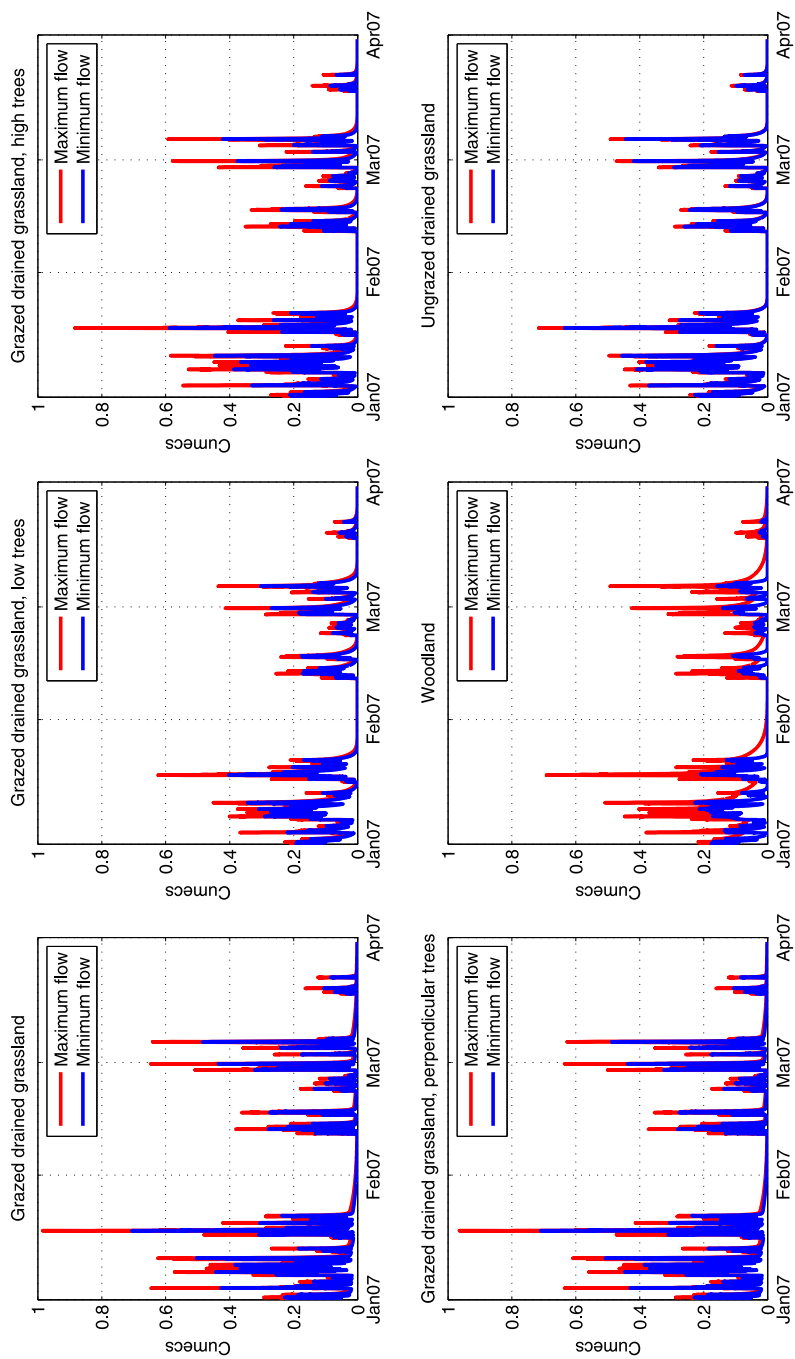 Grazed drained grassland
Maximum flow
Minimum flow
Cumecs
1
0.8
0.6
0.4
0.2
0
Jan07
Feb07
Mar07
Apr07
Grazed drained grassland, low trees
Maximum flow
Minimum flow
Cumecs
1
0.8
0.6
0.4
0.2
0
Jan07
Feb07
Mar07
Apr07
Grazed drained grassland, high trees
Maximum flow
Minimum flow
Cumecs
1
0.8
0.6
0.4
0.2
0
Jan07
Feb07
Mar07
Apr07
Grazed drained grassland, perpendicular trees
Maximum flow
Minimum flow
Cumecs
1
0.8
0.6
0.4
0.2
0
Jan07
Feb07
Mar07
Apr07
Woodland
Maximum flow
Minimum flow
Cumecs
1
0.8
0.6
0.4
0.2
0
Jan07
Feb07
Mar07
Apr07
Ungrazed drained grassland
Maximum flow
Minimum flow
Cumecs
1
0.8
0.6
0.4
0.2
0
Jan07
Feb07
Mar07
Apr07